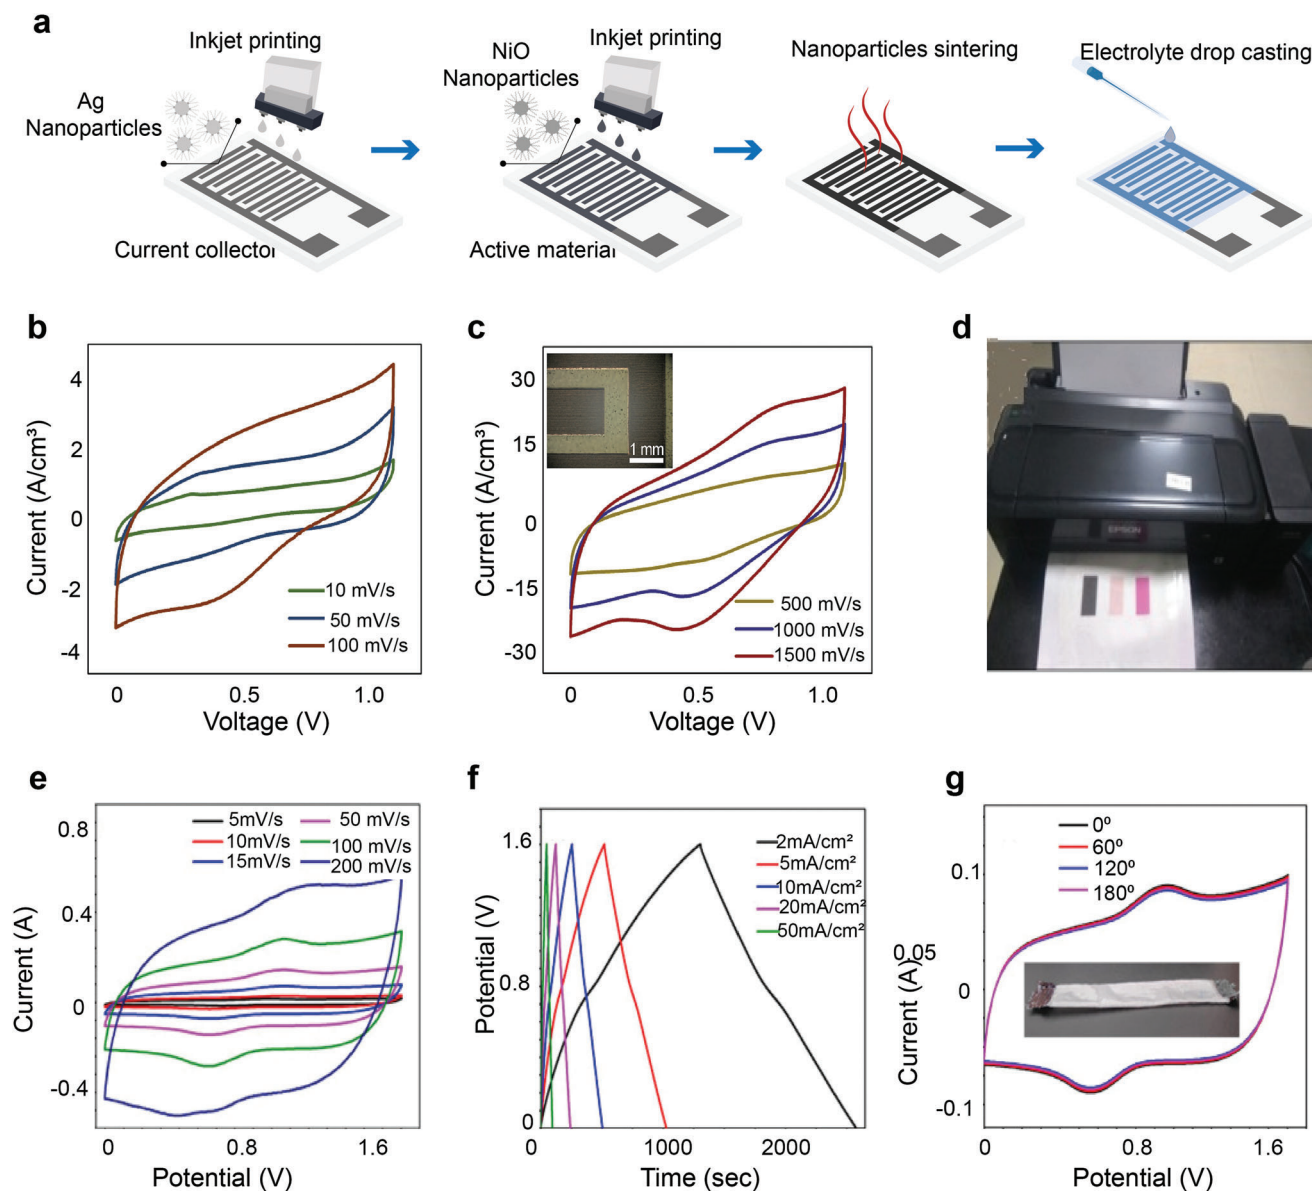 a
Inkjet printing
NiO
Nanoparticles
Inkjet printing
Nanoparticles sintering
Electrolyte drop casting
Ag
Nanoparticles
Current collector
Active material
b
4
2
0
-2
-4
Current (A/cm³)
10 mV/s
50 mV/s
100 mV/s
0
0.5
1.0
Voltage (V)
c
30
15
0
-15
-30
Current (A/cm³)
1 mm
500 mV/s
1000 mV/s
1500 mV/s
0
0.5
1.0
Voltage (V)
d
EPSON
e
0.8
0.4
0
-0.4
Current (A)
5mV/s
10mV/s
15mV/s
50 mV/s
100 mV/s
200 mV/s
0
0.8
1.6
Potential (V)
f
1.6
0.8
0
Potential (V)
2mA/cm²
5mA/cm²
10mA/cm²
20mA/cm²
50mA/cm²
1000
2000
Time (sec)
g
0.1
0.05
0
-0.1
Current (A)
0º
60º
120º
180º
0
0.8
1.6
Potential (V)